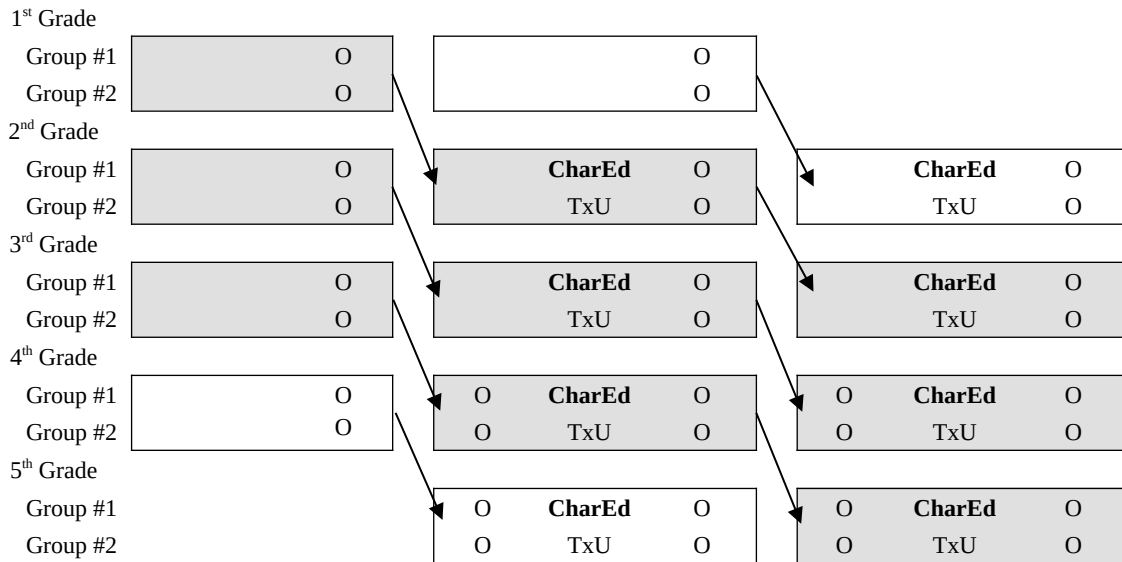 1st Grade
Group #1 O O
Group #2 O O
2nd Grade
Group #1 O CharEd O CharEd O
Group #2 O TxU O TxU O
3rd Grade
Group #1 O CharEd O CharEd O
Group #2 O TxU O TxU O
4th Grade
Group #1 O O CharEd O O CharEd O
Group #2 O O TxU O O TxU O
5th Grade
Group #1 O CharEd O O CharEd O
Group #2 O TxU O O TxU O